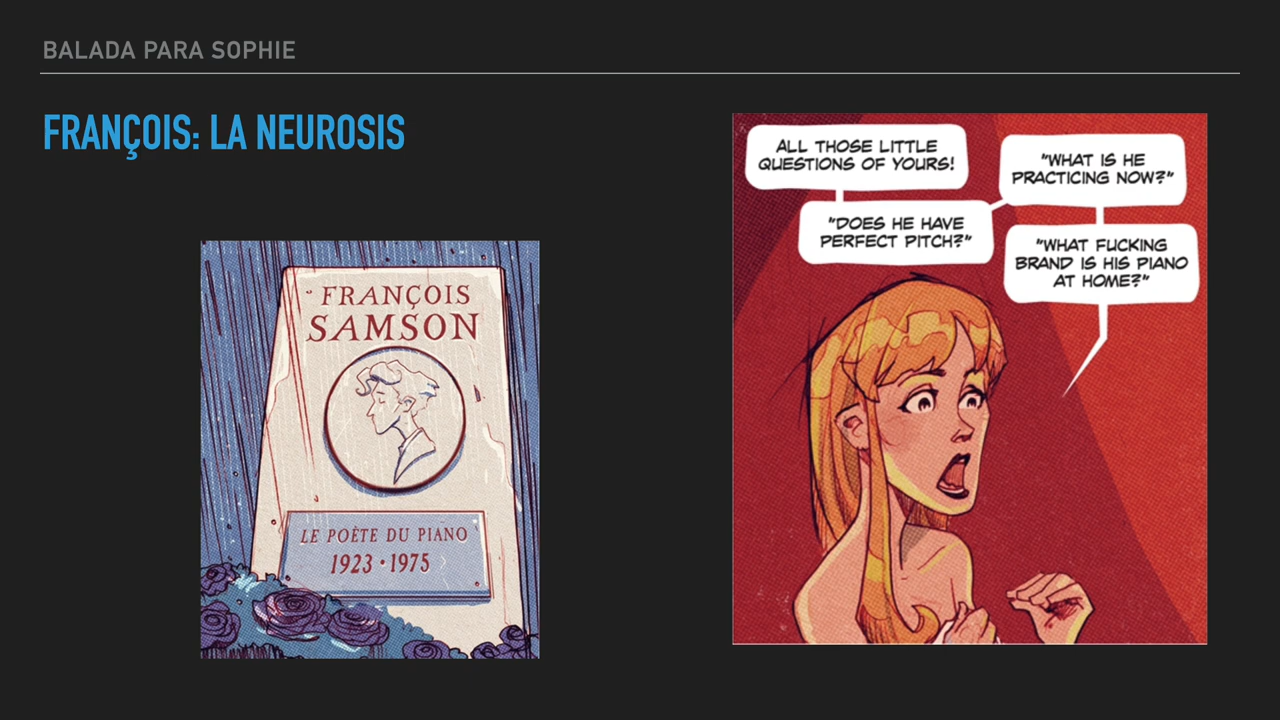 BALADA PARA SOPHIE
FRANÇOIS: LA NEUROSIS
FRANÇOIS
SAMSON
LE POÈTE DU PIANO
1923 · 1975
ALL THOSE LITTLE
QUESTIONS OF YOURS!
"DOES HE HAVE
PERFECT PITCH?"
"WHAT IS HE
PRACTICING NOW?"
"WHAT FUCKING
BRAND IS HIS PIANO
AT HOME?"